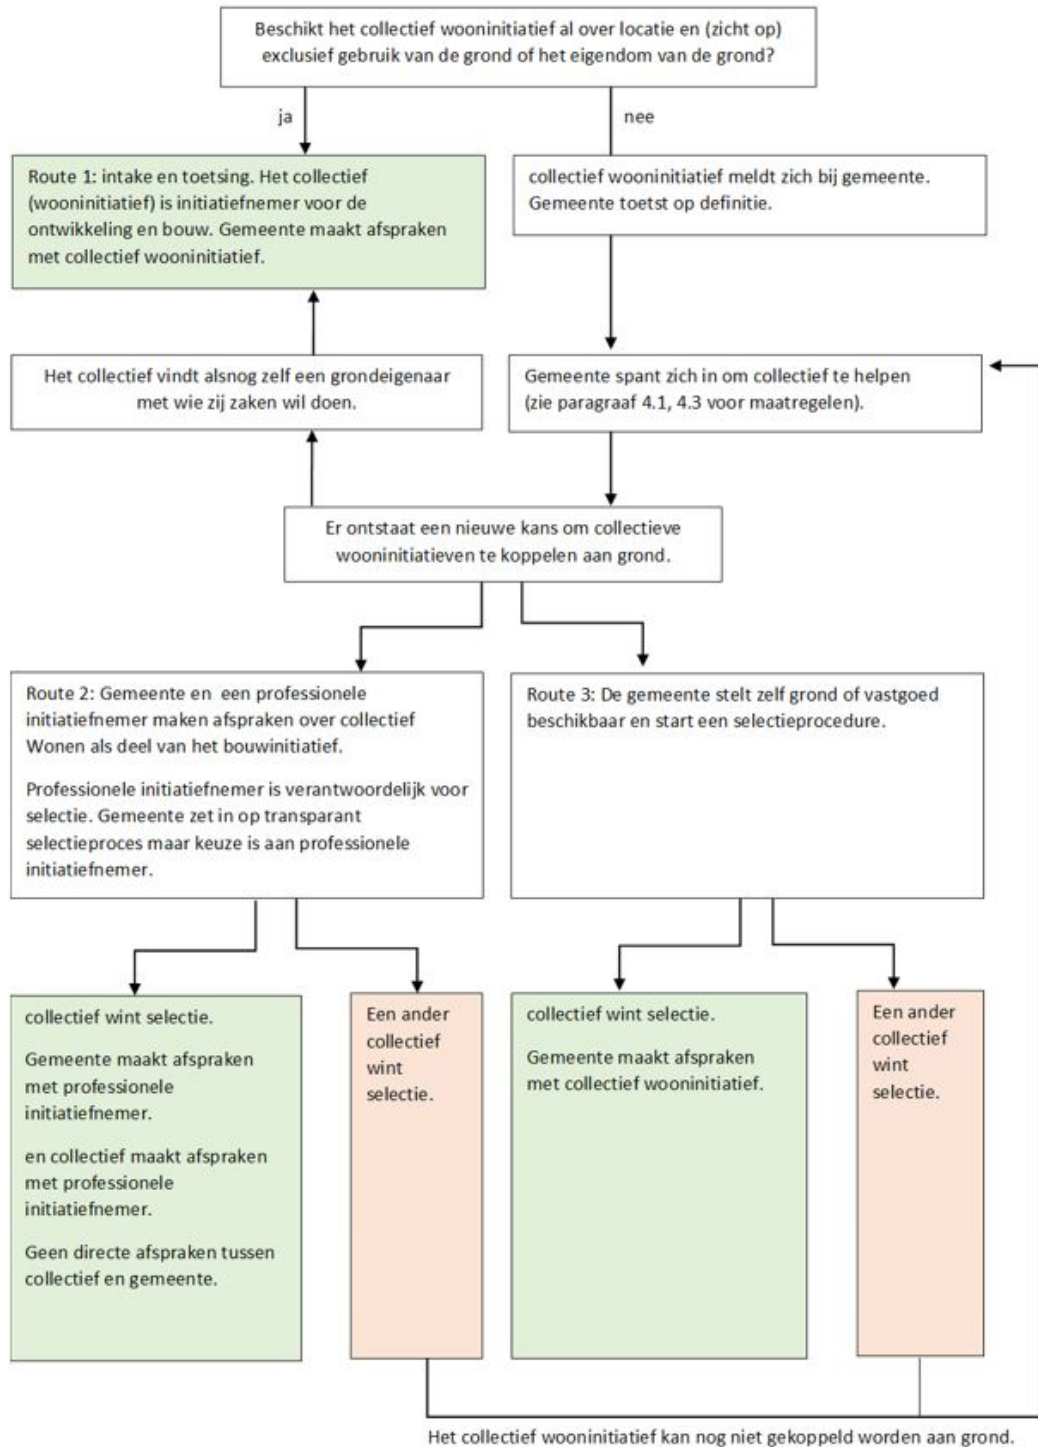 Beschikt het collectief wooninitiatief al over locatie en (zicht op)
exclusief gebruik van de grond of het eigendom van de grond?
ja
nee
Route 1: intake en toetsing. Het collectief
(wooninitiatief) is initiatiefnemer voor de
ontwikkeling en bouw. Gemeente maakt afspraken
met collectief wooninitiatief.
collectief wooninitiatief meldt zich bij gemeente.
Gemeente toetst op definitie.
Het collectief vindt alsnog zelf een grondeigenaar
met wie zij zaken wil doen.
Gemeente spant zich in om collectief te helpen
(zie paragraaf 4.1, 4.3 voor maatregelen).
Er ontstaat een nieuwe kans om collectieve
wooninitiatieven te koppelen aan grond.
Route 2: Gemeente en een professionele
initiatiefnemer maken afspraken over collectief
Wonen als deel van het bouwinitiatief.
Professionele initiatiefnemer is verantwoordelijk voor
selectie. Gemeente zet in op transparant
selectieproces maar keuze is aan professionele
initiatiefnemer.
Route 3: De gemeente stelt zelf grond of vastgoed
beschikbaar en start een selectieprocedure.
collectief wint selectie.
Gemeente maakt afspraken
met professionele
initiatiefnemer.
en collectief maakt afspraken
met professionele
initiatiefnemer.
Geen directe afspraken tussen
collectief en gemeente.
Een ander
collectief
wint
selectie.
collectief wint selectie.
Gemeente maakt afspraken
met collectief wooninitiatief.
Een ander
collectief
wint
selectie.
Het collectief wooninitiatief kan nog niet gekoppeld worden aan grond.